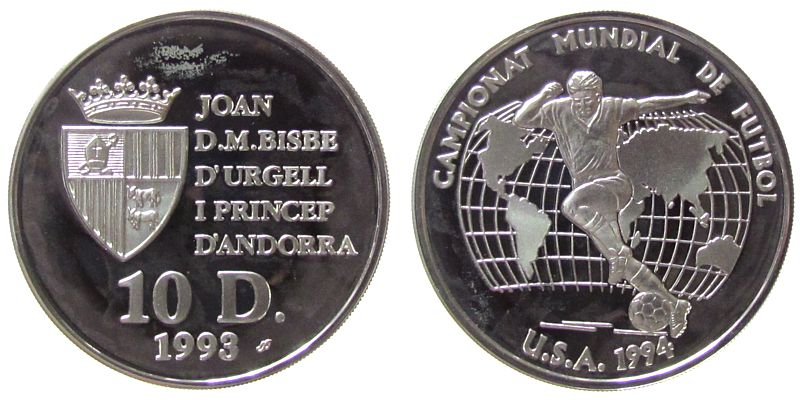 JOAN
D.M.BISBE
D'URGELL
I PRINCEP
D'ANDORRA
10 D.
1993
CAMPIONAT MUNDIAL DE FUTBOL
U.S.A. 1994